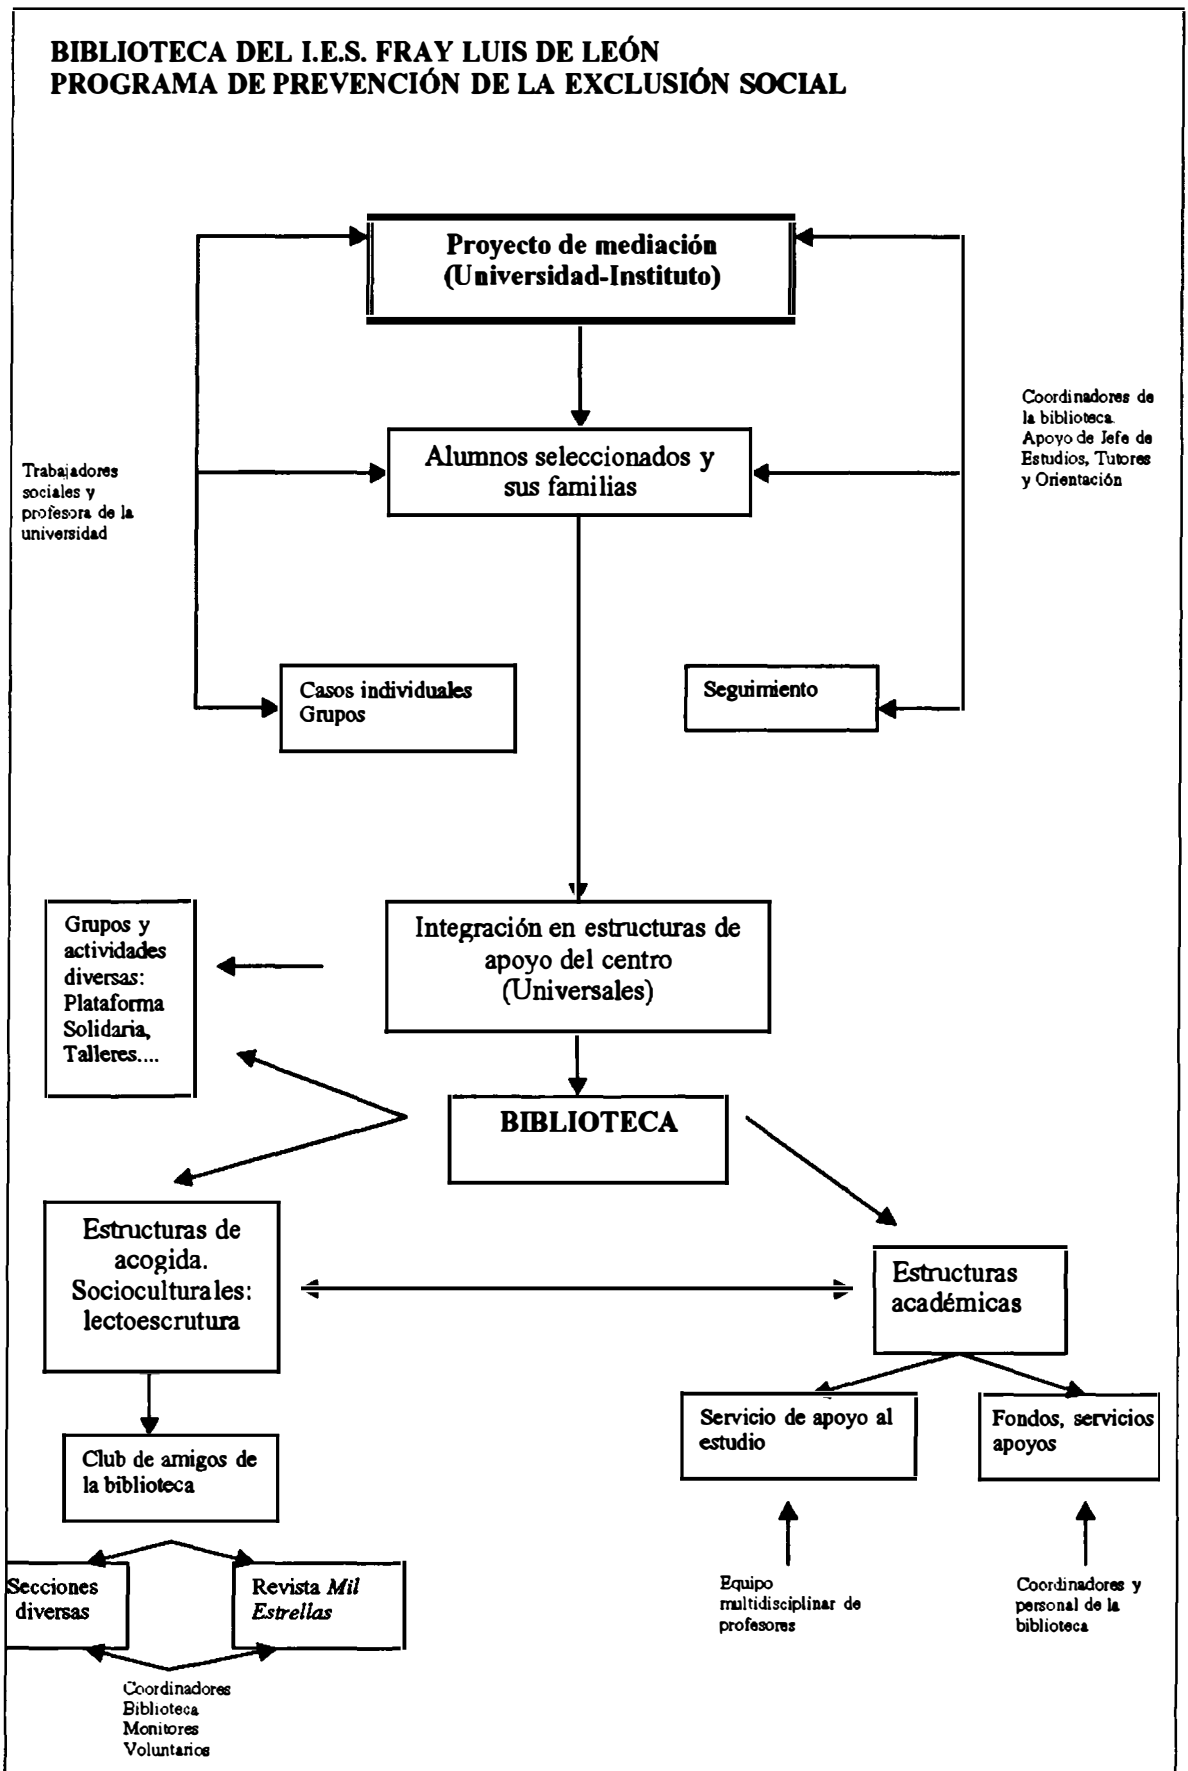 BIBLIOTECA DEL I.E.S. FRAY LUIS DE LEÓN
PROGRAMA DE PREVENCIÓN DE LA EXCLUSIÓN SOCIAL
Proyecto de mediación
(Universidad-Instituto)
Coordinadores de
la biblioteca.
Apoyo de Jefe de
Estudios, Tutores
y Orientación
Alumnos seleccionados y
sus familias
Trabajadores
sociales y
profesora de la
universidad
Casos individuales
Grupos
Seguimiento
Grupos y
actividades
diversas:
Plataforma
Solidaria,
Talleres....
Integración en estructuras de
apoyo del centro
(Universales)
BIBLIOTECA
Estructuras de
acogida.
Socioculturales:
lectoescrutura
Estructuras
académicas
Servicio de apoyo al
estudio
Fondos, servicios
apoyos
Club de amigos de
la biblioteca
Secciones
diversas
Revista Mil
Estrellas
Equipo
multidisciplinar de
profesores
Coordinadores y
personal de la
biblioteca
Coordinadores
Biblioteca
Monitores
Voluntarios